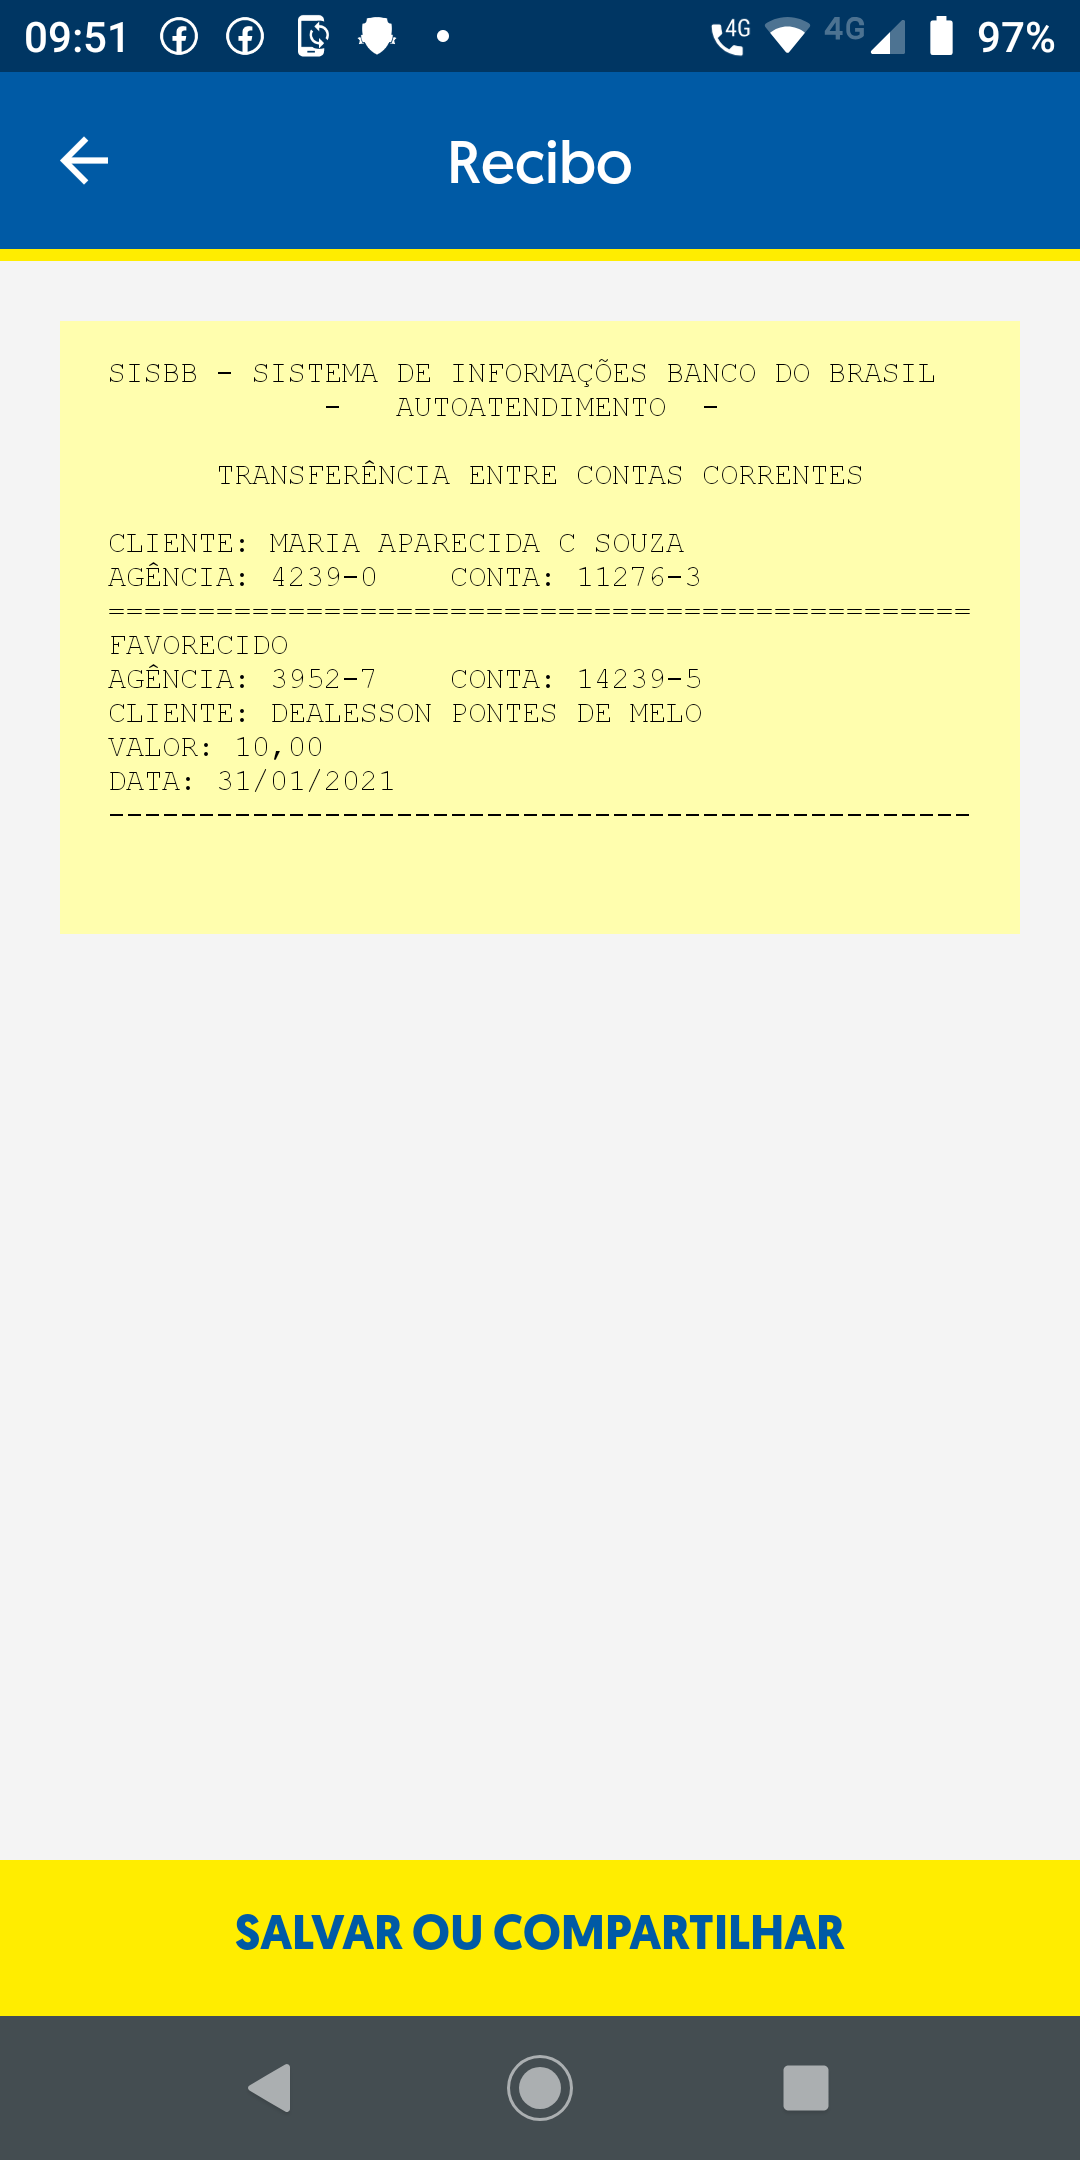 09:51 4G 4G 97%
Recibo
SISBB - SISTEMA DE INFORMAÇÕES BANCO DO BRASIL
- AUTOATENDIMENTO -
TRANSFERÊNCIA ENTRE CONTAS CORRENTES
CLIENTE: MARIA APARECIDA C SOUZA
AGÊNCIA: 4239-0 CONTA: 11276-3
================================================
FAVORECIDO
AGÊNCIA: 3952-7 CONTA: 14239-5
CLIENTE: DEALESSON PONTES DE MELO
VALOR: 10,00
DATA: 31/01/2021
------------------------------------------------
SALVAR OU COMPARTILHAR